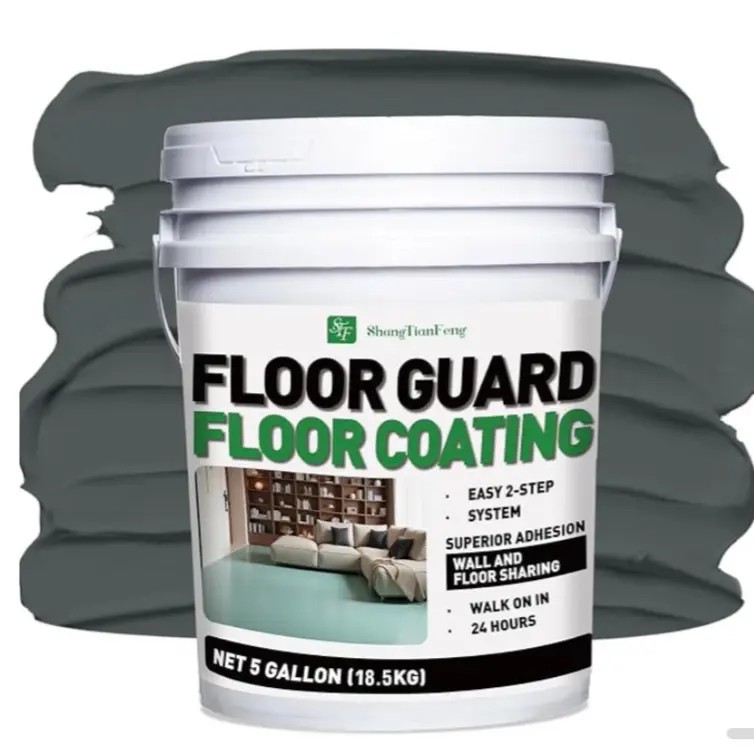 STF
ShangTianFeng
FLOOR GUARD
FLOOR COATING
· EASY 2-STEP
· SYSTEM
SUPERIOR ADHESION
WALL AND
FLOOR SHARING
· WALK ON IN
· 24 HOURS
NET 5 GALLON (18.5KG)